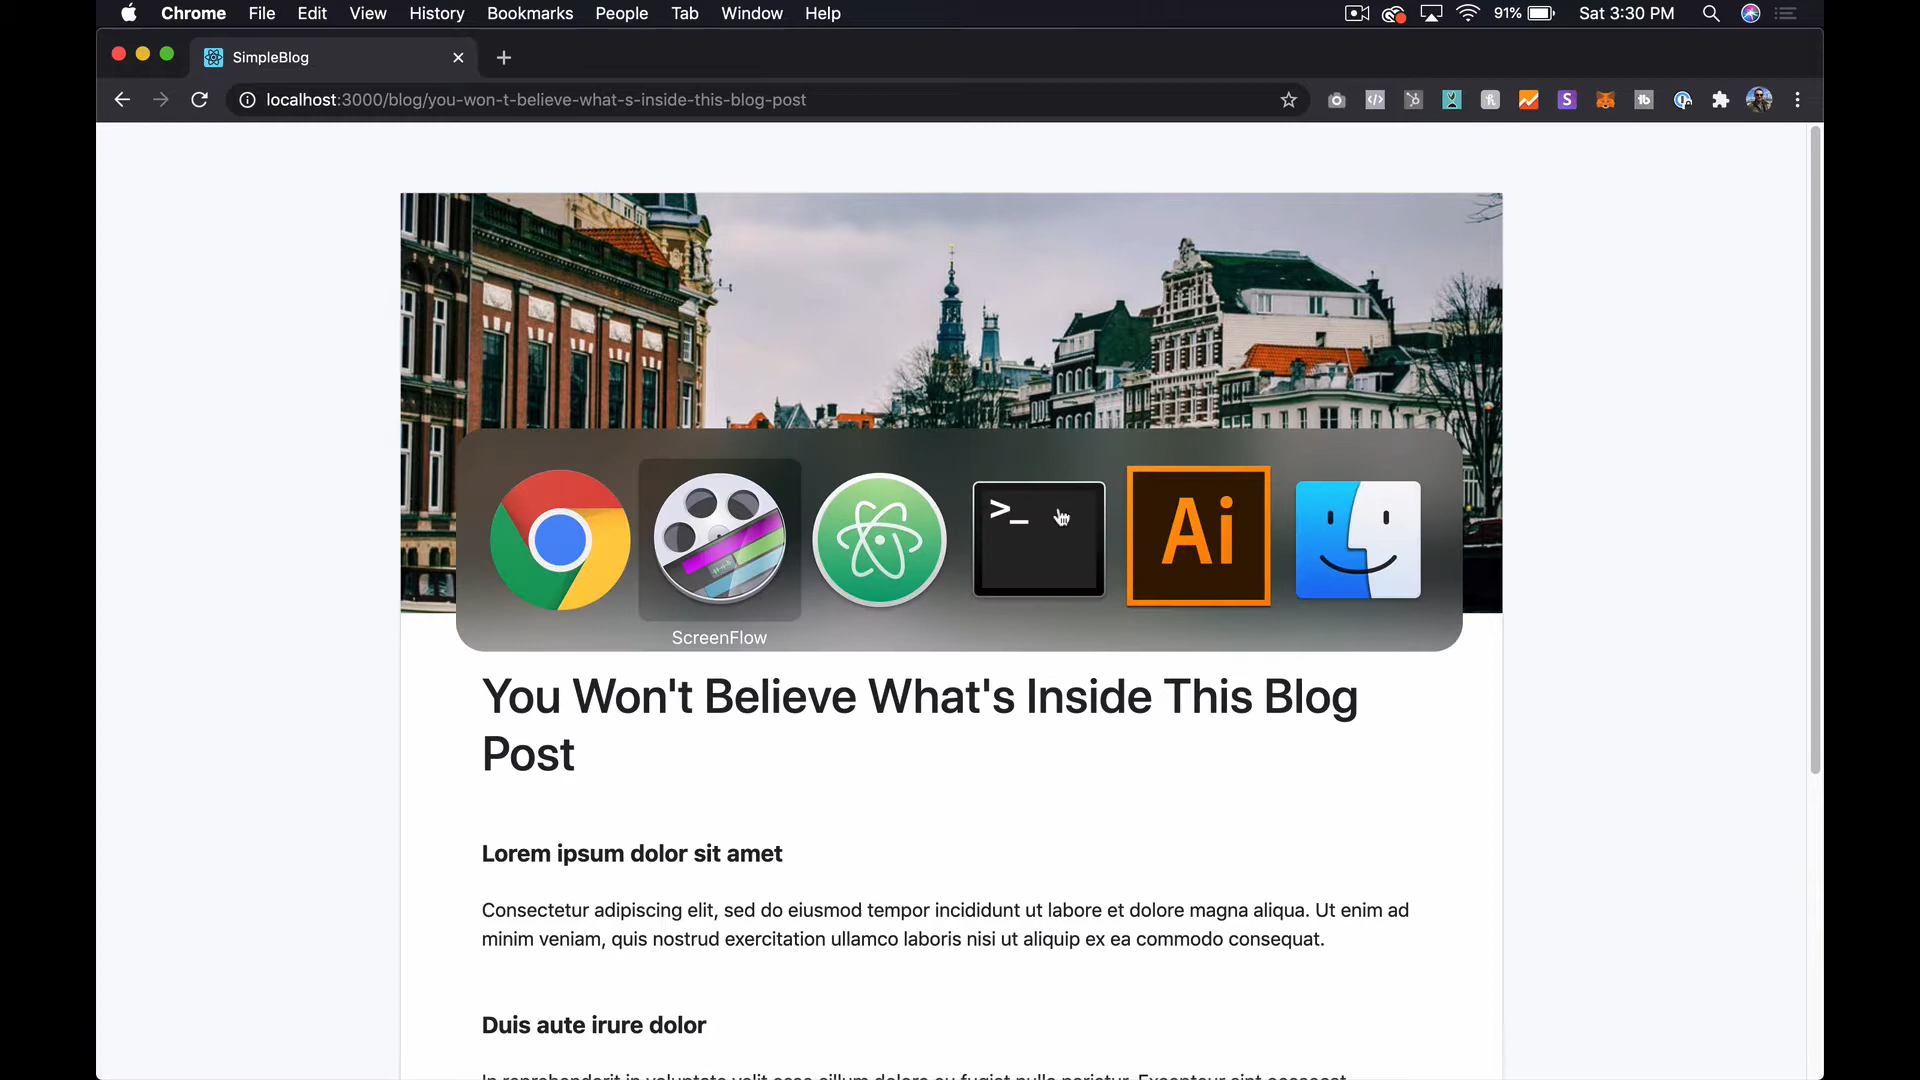 Chrome File Edit View History Bookmarks People Tab Window Help 91% Sat 3:30 PM
SimpleBlog
localhost:3000/blog/you-won-t-believe-what-s-inside-this-blog-post
>_
Ai
ScreenFlow
You Won't Believe What's Inside This Blog
Post
Lorem ipsum dolor sit amet
Consectetur adipiscing elit, sed do eiusmod tempor incididunt ut labore et dolore magna aliqua. Ut enim ad
minim veniam, quis nostrud exercitation ullamco laboris nisi ut aliquip ex ea commodo consequat.
Duis aute irure dolor